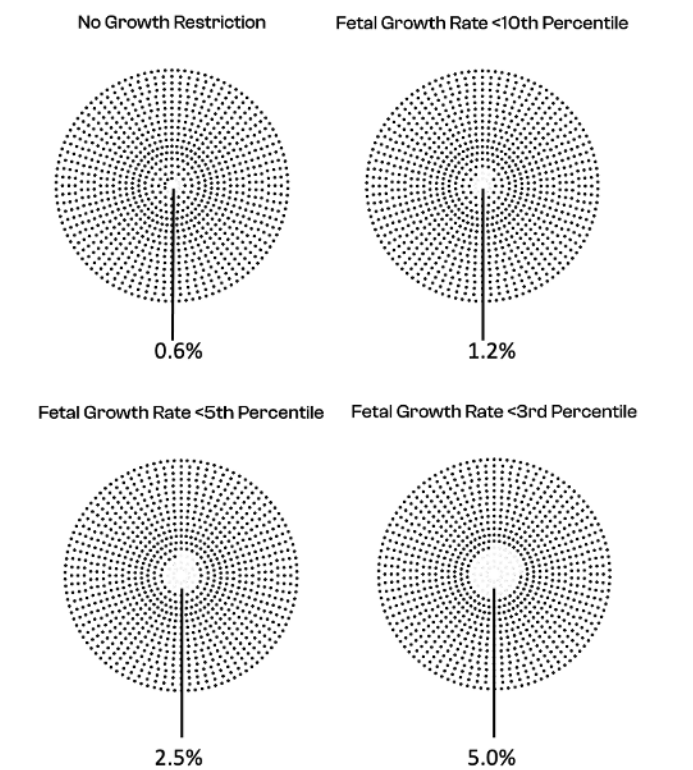 No Growth Restriction
Fetal Growth Rate <10th Percentile
0.6%
1.2%
Fetal Growth Rate <5th Percentile
Fetal Growth Rate <3rd Percentile
2.5%
5.0%